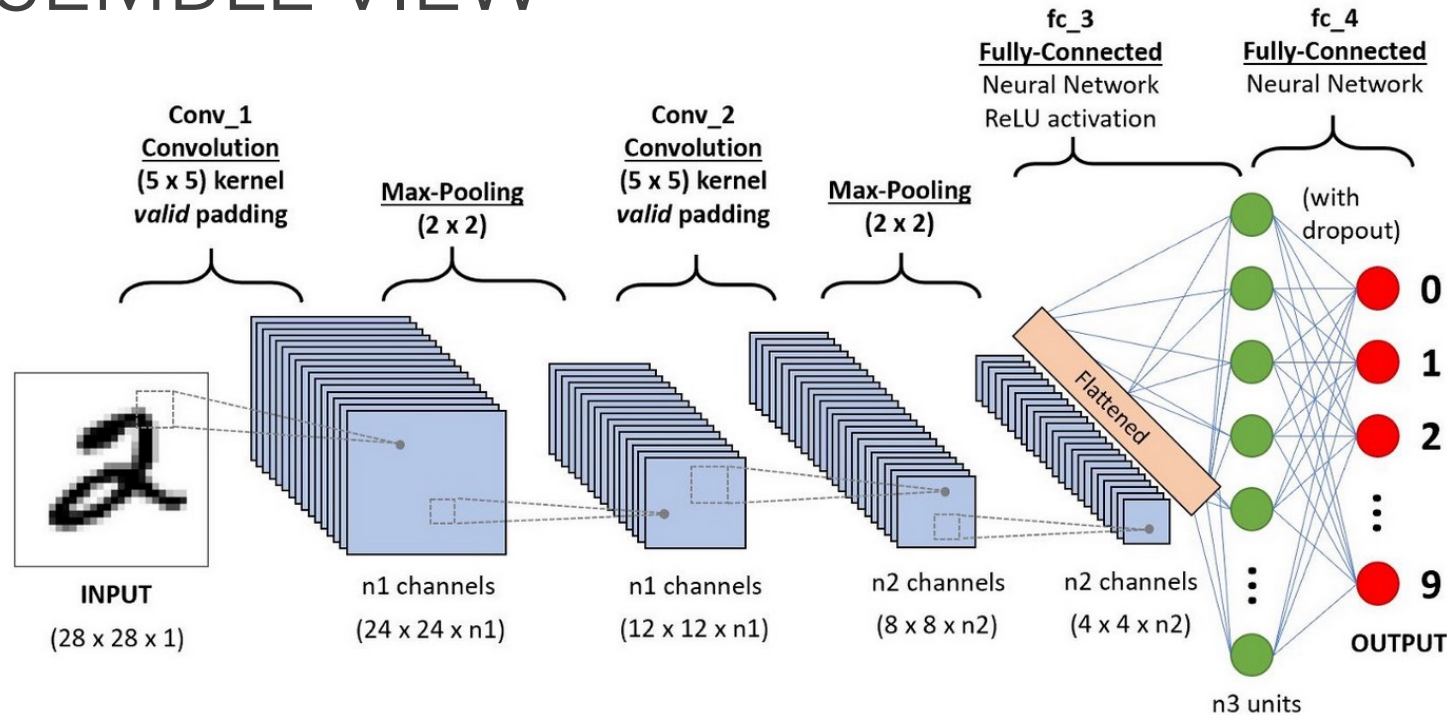 VIEW
Conv_1
Convolution
(5 x 5) kernel
valid padding
Max-Pooling
(2 x 2)
Conv_2
Convolution
(5 x 5) kernel
valid padding
Max-Pooling
(2 x 2)
fc_3
Fully-Connected
Neural Network
ReLU activation
fc_4
Fully-Connected
Neural Network
(with
dropout)
INPUT
(28 x 28 x 1)
n1 channels
(24 x 24 x n1)
n1 channels
(12 x 12 x n1)
n2 channels
(8 x 8 x n2)
n2 channels
(4 x 4 x n2)
Flattened
n3 units
0
1
2
9
OUTPUT